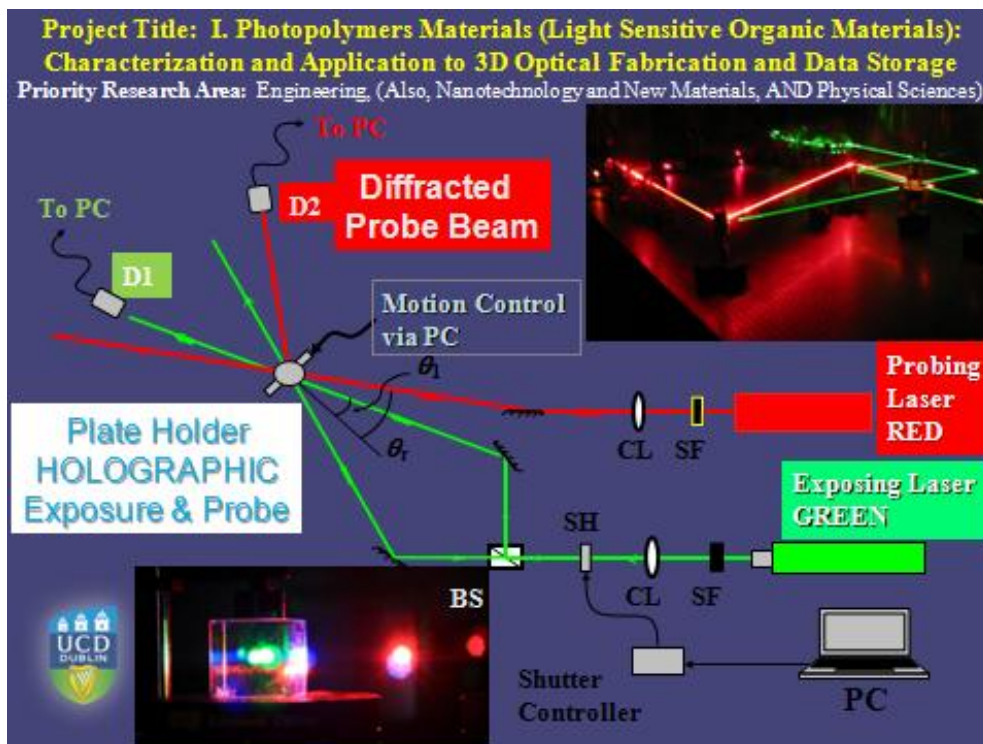 Project Title: I. Photopolymers Materials (Light Sensitive Organic Materials):
Characterization and Application to 3D Optical Fabrication and Data Storage
Priority Research Area: Engineering, (Also, Nanotechnology and New Materials, AND Physical Sciences)
To PC
D2
Diffracted
Probe Beam
To PC
D1
Motion Control
via PC
θl
θr
Plate Holder
HOLOGRAPHIC
Exposure & Probe
CL
SF
Probing
Laser
RED
Exposing Laser
GREEN
SH
CL
SF
BS
UCD
DUBLIN
Shutter
Controller
PC